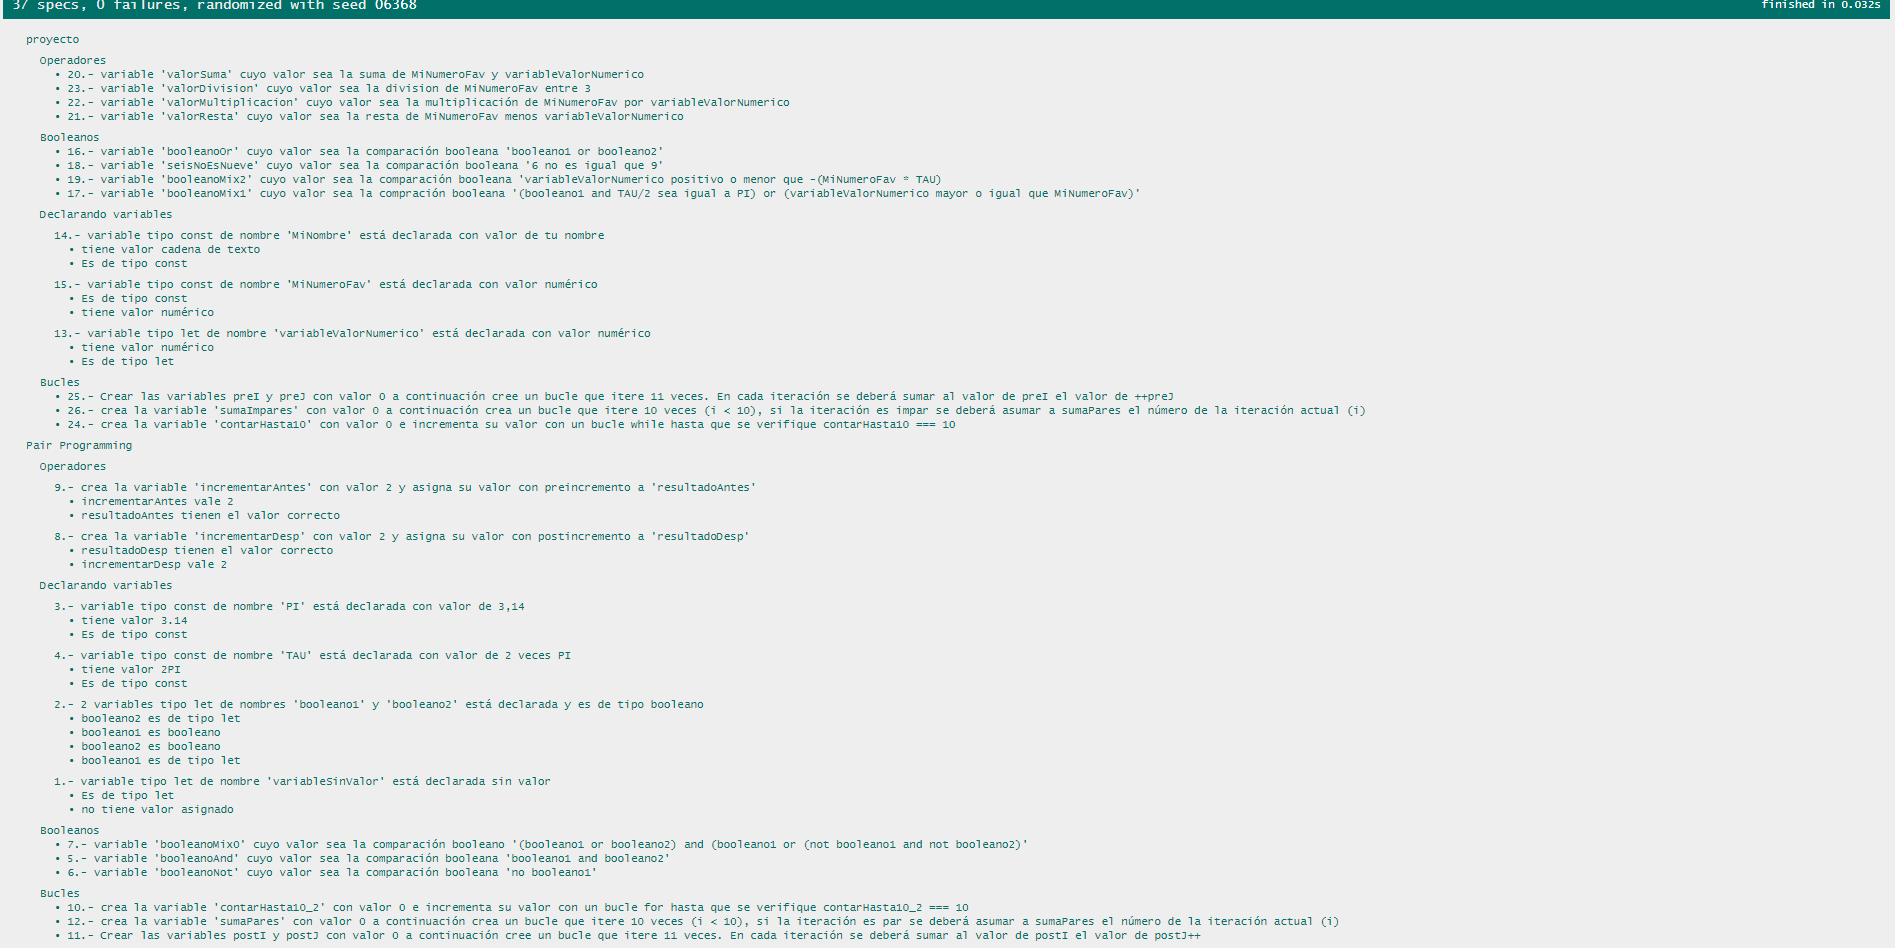 37 specs, 0 failures, randomized with seed 06368
finished in 0.032s
proyecto
Operadores
• 20.- variable 'valorSuma' cuyo valor sea la suma de MiNumeroFav y variableValorNumerico
• 23.- variable 'valorDivision' cuyo valor sea la division de MiNumeroFav entre 3
• 22.- variable 'valorMultiplicacion' cuyo valor sea la multiplicación de MiNumeroFav por variableValorNumerico
• 21.- variable 'valorResta' cuyo valor sea la resta de MiNumeroFav menos variableValorNumerico
Booleanos
• 16.- variable 'booleanoOr' cuyo valor sea la comparación booleana 'booleano1 or booleano2'
• 18.- variable 'seisNoEsNueve' cuyo valor sea la comparación booleana '6 no es igual que 9'
• 19.- variable 'booleanoMix2' cuyo valor sea la comparación booleana 'variableValorNumerico positivo o menor que -(MiNumeroFav * TAU)
• 17.- variable 'booleanoMix1' cuyo valor sea la compración booleana '(booleano1 and TAU/2 sea igual a PI) or (variableValorNumerico mayor o igual que MiNumeroFav)'
Declarando variables
14.- variable tipo const de nombre 'MiNombre' está declarada con valor de tu nombre
• tiene valor cadena de texto
• Es de tipo const
15.- variable tipo const de nombre 'MiNumeroFav' está declarada con valor numérico
• Es de tipo const
• tiene valor numérico
13.- variable tipo let de nombre 'variableValorNumerico' está declarada con valor numérico
• tiene valor numérico
• Es de tipo let
Bucles
• 25.- Crear las variables preI y preJ con valor 0 a continuación cree un bucle que itere 11 veces. En cada iteración se deberá sumar al valor de preI el valor de ++preJ
• 26.- crea la variable 'sumaImpares' con valor 0 a continuación crea un bucle que itere 10 veces (i < 10), si la iteración es impar se deberá asumar a sumaPares el número de la iteración actual (i)
• 24.- crea la variable 'contarHasta10' con valor 0 e incrementa su valor con un bucle while hasta que se verifique contarHasta10 === 10
Pair Programming
Operadores
9.- crea la variable 'incrementarAntes' con valor 2 y asigna su valor con preincremento a 'resultadoAntes'
• incrementarAntes vale 2
• resultadoAntes tienen el valor correcto
8.- crea la variable 'incrementarDesp' con valor 2 y asigna su valor con postincremento a 'resultadoDesp'
• resultadoDesp tienen el valor correcto
• incrementarDesp vale 2
Declarando variables
3.- variable tipo const de nombre 'PI' está declarada con valor de 3,14
• tiene valor 3.14
• Es de tipo const
4.- variable tipo const de nombre 'TAU' está declarada con valor de 2 veces PI
• tiene valor 2PI
• Es de tipo const
2.- 2 variables tipo let de nombres 'booleano1' y 'booleano2' está declarada y es de tipo booleano
• booleano2 es de tipo let
• booleano1 es booleano
• booleano2 es booleano
• booleano1 es de tipo let
1.- variable tipo let de nombre 'variableSinValor' está declarada sin valor
• Es de tipo let
• no tiene valor asignado
Booleanos
• 7.- variable 'booleanoMix0' cuyo valor sea la comparación booleano '(booleano1 or booleano2) and (booleano1 or (not booleano1 and not booleano2)'
• 5.- variable 'booleanoAnd' cuyo valor sea la comparación booleana 'booleano1 and booleano2'
• 6.- variable 'booleanoNot' cuyo valor sea la comparación booleana 'no booleano1'
Bucles
• 10.- crea la variable 'contarHasta10_2' con valor 0 e incrementa su valor con un bucle for hasta que se verifique contarHasta10_2 === 10
• 12.- crea la variable 'sumaPares' con valor 0 a continuación crea un bucle que itere 10 veces (i < 10), si la iteración es par se deberá asumar a sumaPares el número de la iteración actual (i)
• 11.- Crear las variables postI y postJ con valor 0 a continuación cree un bucle que itere 11 veces. En cada iteración se deberá sumar al valor de postI el valor de postJ++